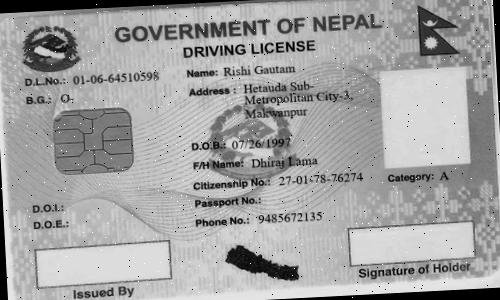 GOVERNMENT OF NEPAL
DRIVING LICENSE
D.L.No.: 01-06-64510598
B.G.: O
Name: Rishi Gautam
Address : Hetauda Sub-
Metropolitan City-3,
Makwanpur
D.O.B.: 07/26/1997
F/H Name: Dhiraj Lama
Citizenship No.: 27-01-78-76274
Category: A
Passport No.:
D.O.I.:
D.O.E.:
Phone No.: 9485672135
Issued By
Signature of Holder